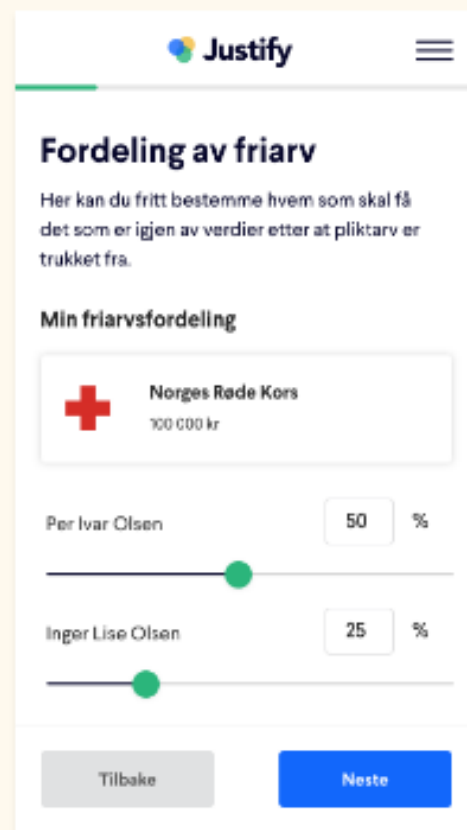 Justify
Fordeling av friarv
Her kan du fritt bestemme hvem som skal få
det som er igjen av verdier etter at pliktarv er
trukket fra.
Min friarvsfordeling
Norges Røde Kors
100 000 kr
Per Ivar Olsen 50 %
Inger Lise Olsen 25 %
Tilbake Neste